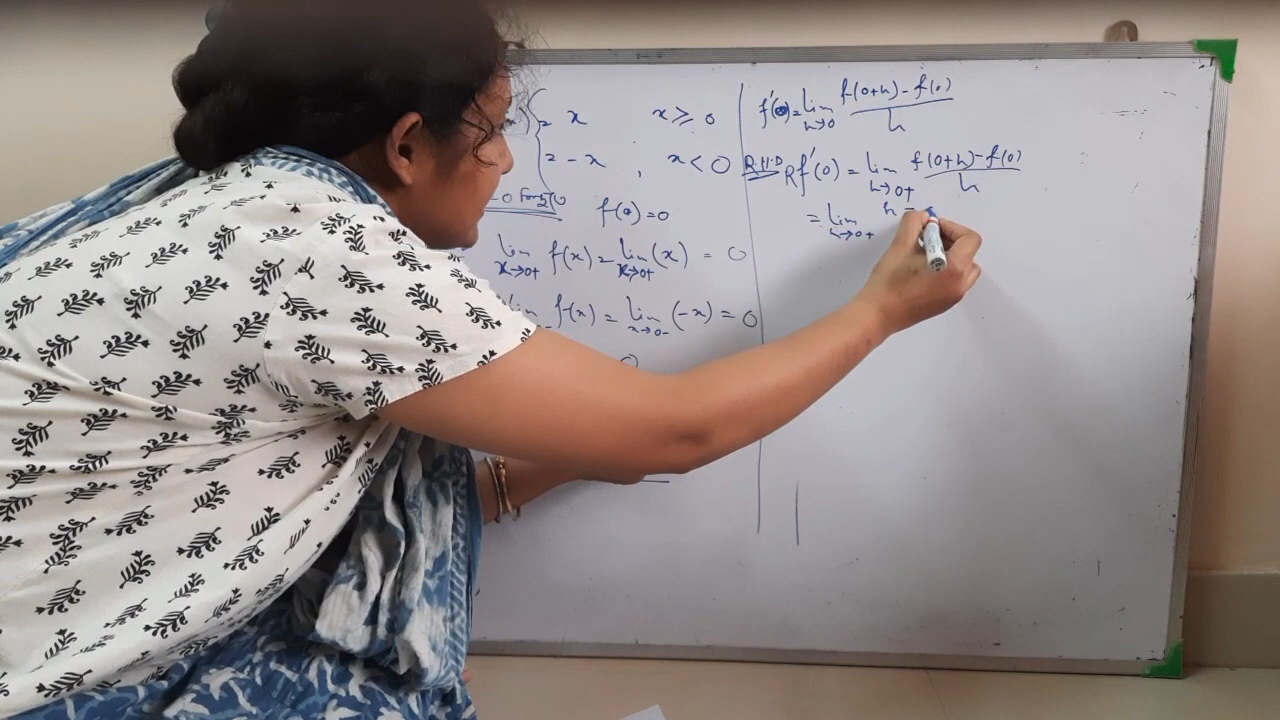 = x x ≥ 0
= -x , x < 0
f(0) = 0
lim x→0+ f(x) = lim x→0+ (x) = 0
f(x) = lim x→0- (-x) = 0
0
f'(0) = lim h→0 f(0+h) - f(0) / h
R.H.D Rf'(0) = lim h→0+ f(0+h) - f(0) / h
= lim h→0+ h -